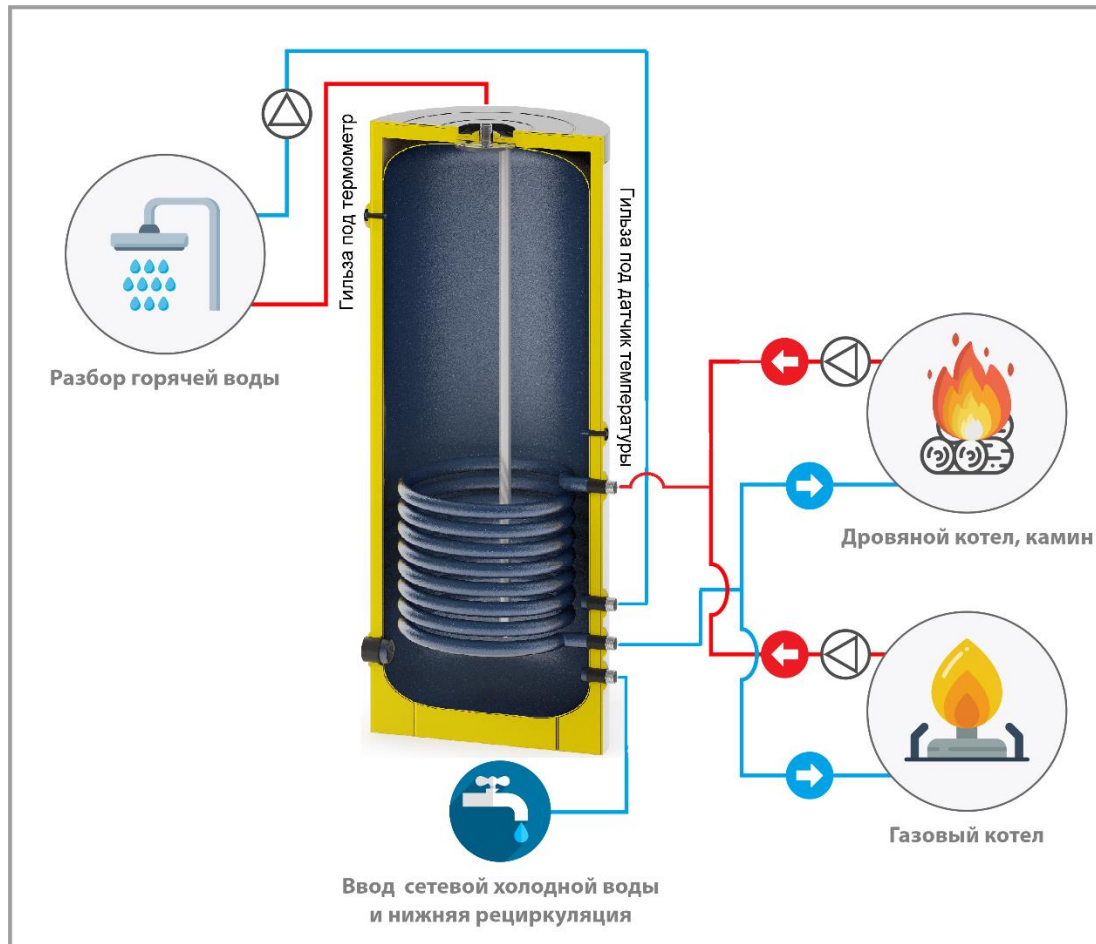 Гильза под термометр
Гильза под датчик температуры
Разбор горячей воды
Дровяной котел, камин
Газовый котел
Ввод сетевой холодной воды
и нижняя рециркуляция